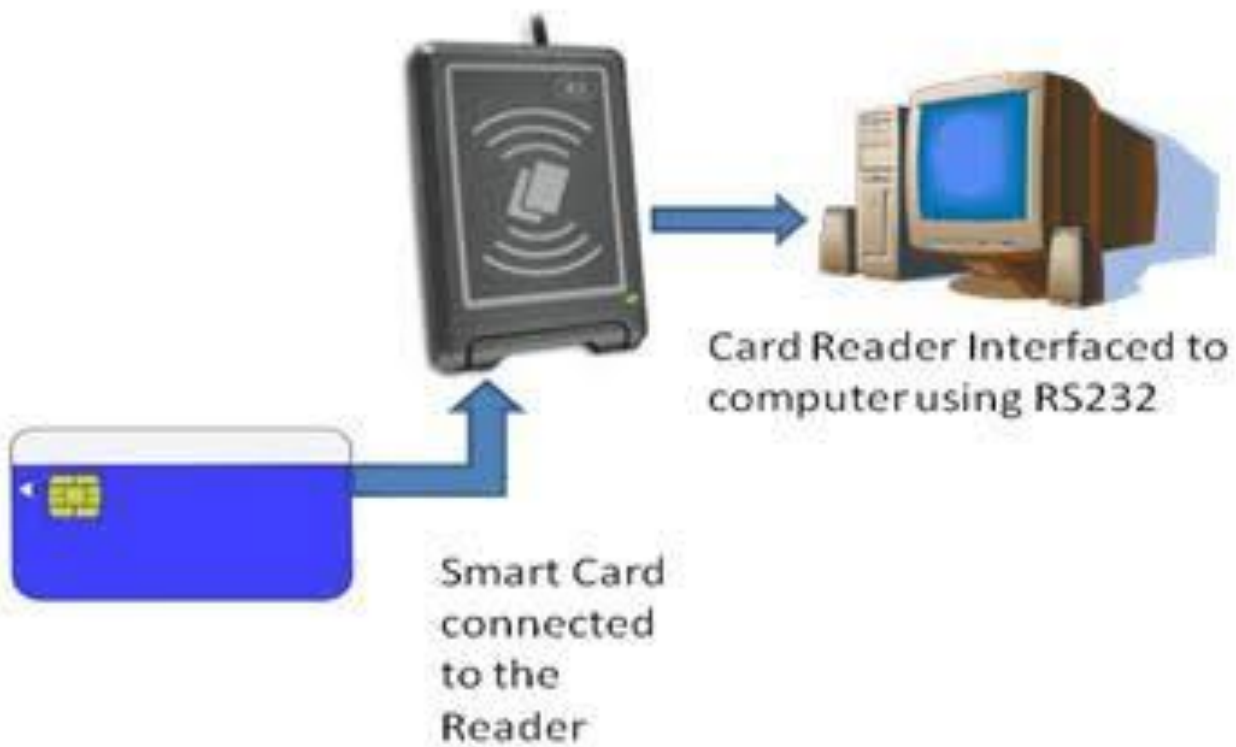 Card Reader Interfaced to
computer using RS232
Smart Card
connected
to the
Reader